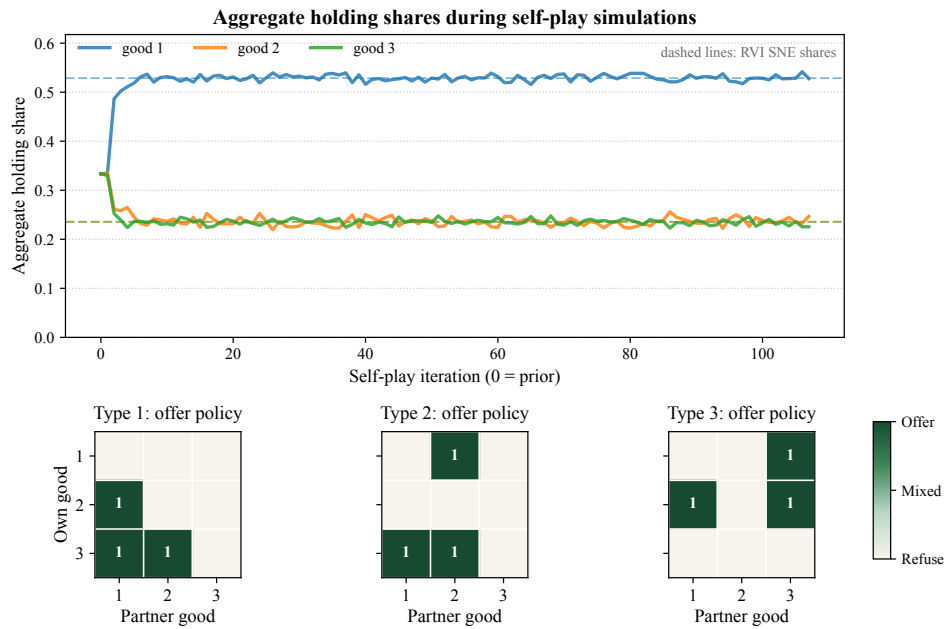 Aggregate holding shares during self-play simulations
good 1 good 2 good 3
dashed lines: RVI SNE shares
Aggregate holding share
0.6
0.5
0.4
0.3
0.2
0.1
0.0
0 20 40 60 80 100
Self-play iteration (0 = prior)
Type 1: offer policy
Own good
1
2
3
1
1 1
1 2 3
Partner good
Type 2: offer policy
1
1 1
1 2 3
Partner good
Type 3: offer policy
1
1 1
1 2 3
Partner good
Offer
Mixed
Refuse